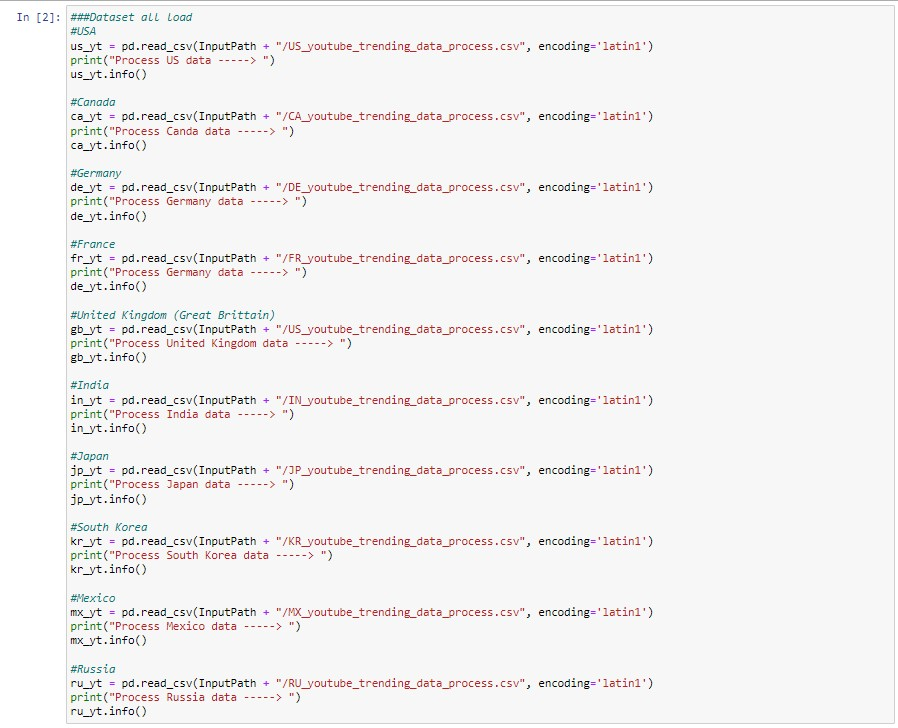 In [2]:
###Dataset all load
#USA
us_yt = pd.read_csv(InputPath + "/US_youtube_trending_data_process.csv", encoding='latin1')
print("Process US data -----> ")
us_yt.info()
#Canada
ca_yt = pd.read_csv(InputPath + "/CA_youtube_trending_data_process.csv", encoding='latin1')
print("Process Canda data -----> ")
ca_yt.info()
#Germany
de_yt = pd.read_csv(InputPath + "/DE_youtube_trending_data_process.csv", encoding='latin1')
print("Process Germany data -----> ")
de_yt.info()
#France
fr_yt = pd.read_csv(InputPath + "/FR_youtube_trending_data_process.csv", encoding='latin1')
print("Process Germany data -----> ")
de_yt.info()
#United Kingdom (Great Brittain)
gb_yt = pd.read_csv(InputPath + "/US_youtube_trending_data_process.csv", encoding='latin1')
print("Process United Kingdom data -----> ")
gb_yt.info()
#India
in_yt = pd.read_csv(InputPath + "/IN_youtube_trending_data_process.csv", encoding='latin1')
print("Process India data -----> ")
in_yt.info()
#Japan
jp_yt = pd.read_csv(InputPath + "/JP_youtube_trending_data_process.csv", encoding='latin1')
print("Process Japan data -----> ")
jp_yt.info()
#South Korea
kr_yt = pd.read_csv(InputPath + "/KR_youtube_trending_data_process.csv", encoding='latin1')
print("Process South Korea data -----> ")
kr_yt.info()
#Mexico
mx_yt = pd.read_csv(InputPath + "/MX_youtube_trending_data_process.csv", encoding='latin1')
print("Process Mexico data -----> ")
mx_yt.info()
#Russia
ru_yt = pd.read_csv(InputPath + "/RU_youtube_trending_data_process.csv", encoding='latin1')
print("Process Russia data -----> ")
ru_yt.info()